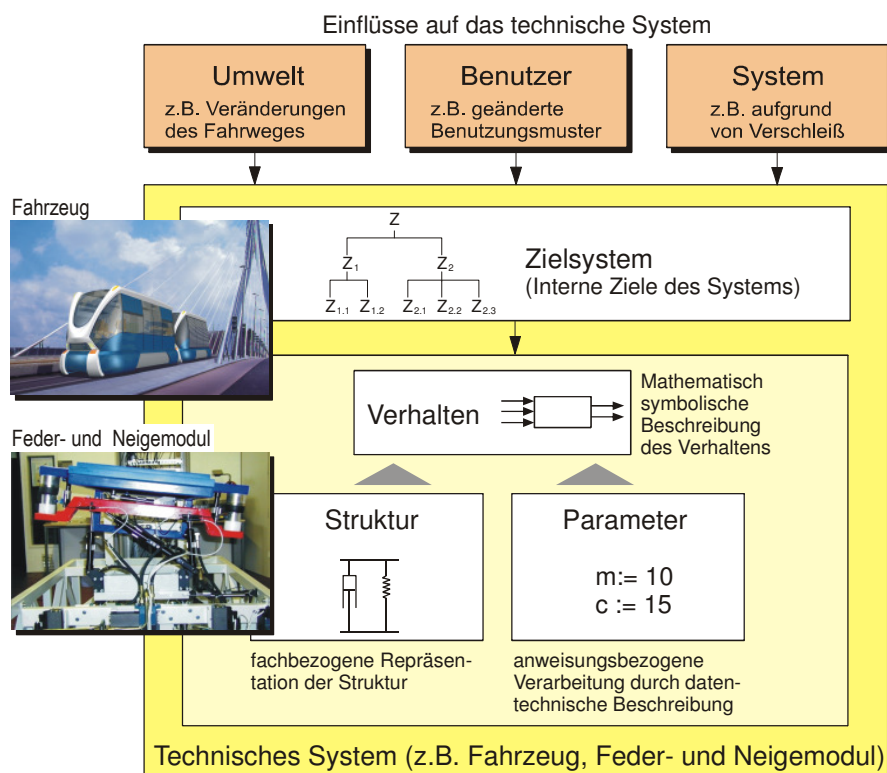 Einflüsse auf das technische System
Umwelt
z.B. Veränderungen
des Fahrweges
Benutzer
z.B. geänderte
Benutzungsmuster
System
z.B. aufgrund
von Verschleiß
Fahrzeug
Z
Z1
Z2
Z1.1 Z1.2
Z2.1 Z2.2 Z2.3
Zielsystem
(Interne Ziele des Systems)
Verhalten
Mathematisch
symbolische
Beschreibung
des Verhaltens
Feder- und Neigemodul
Struktur
fachbezogene Repräsen-
tation der Struktur
Parameter
m:= 10
c := 15
anweisungsbezogene
Verarbeitung durch daten-
technische Beschreibung
Technisches System (z.B. Fahrzeug, Feder- und Neigemodul)